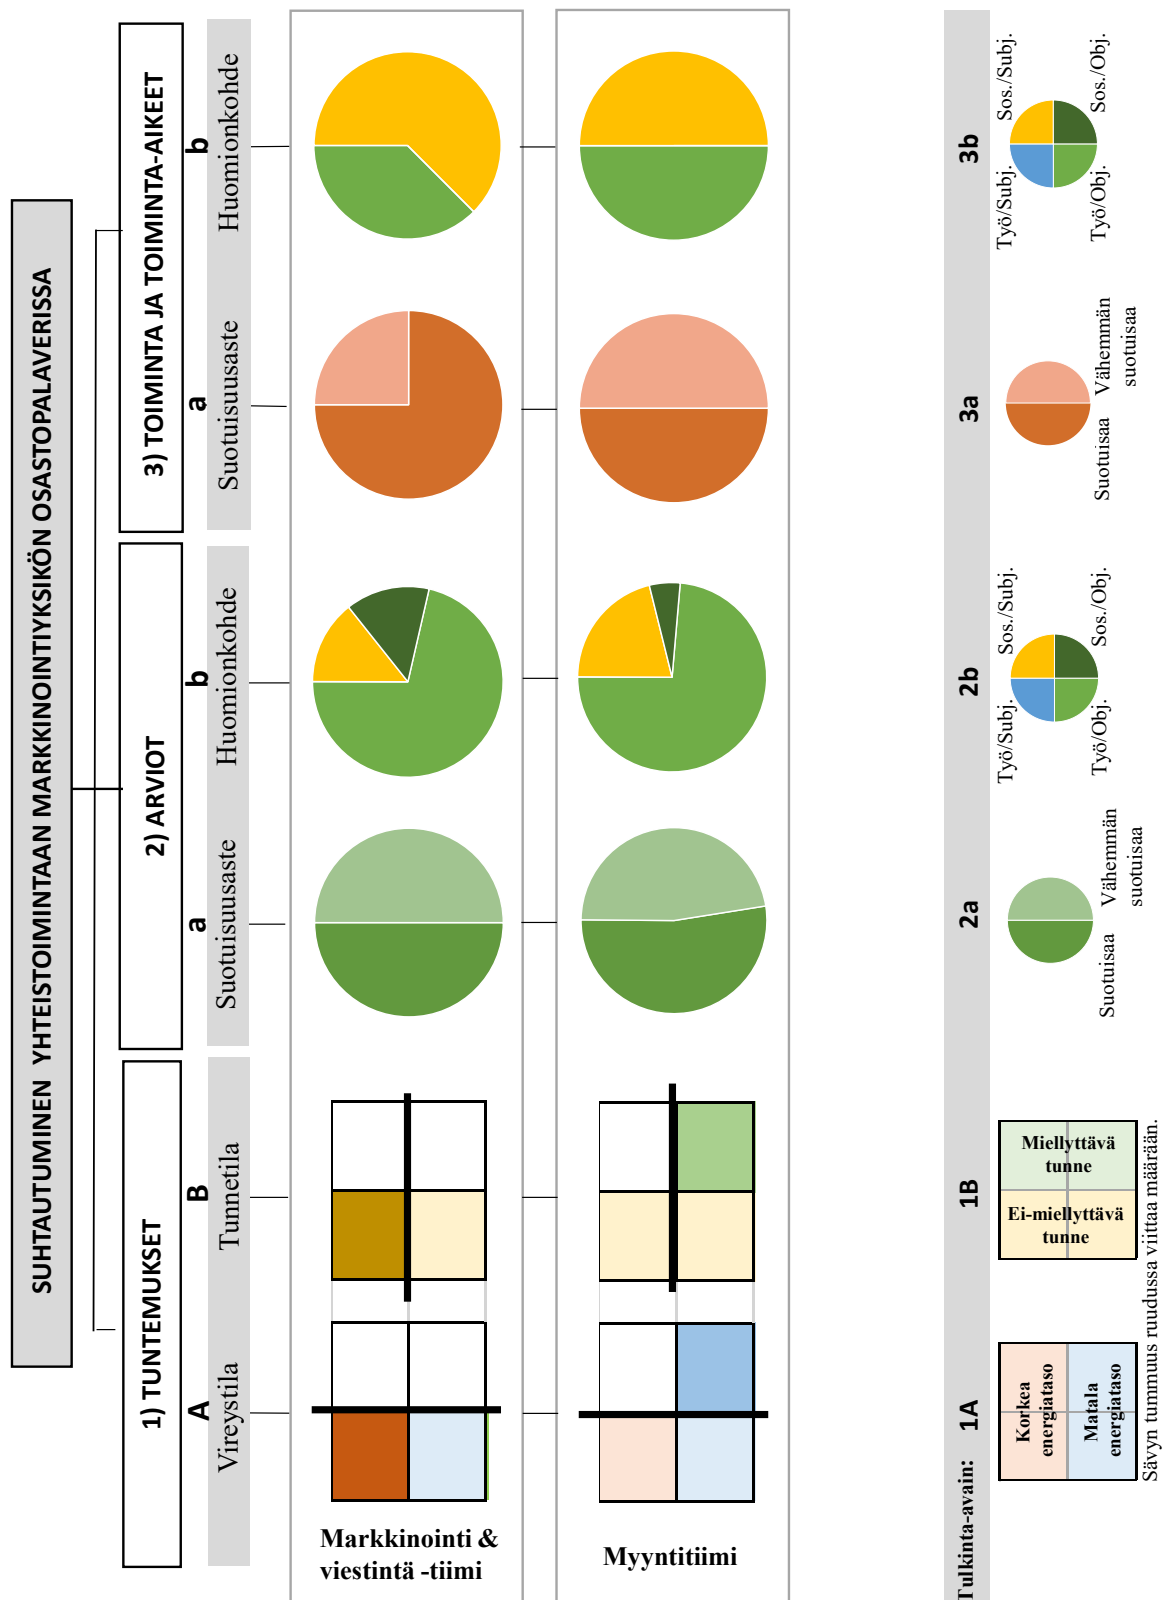 SUHTAUTUMINEN YHTEISTOIMINTAAN MARKKINOINTIYKSIKÖN OSASTOPALAVERISSA
1) TUNTEMUKSET
2) ARVIOT
3) TOIMINTA JA TOIMINTA-AIKEET
A
B
a
b
a
b
Vireystila
Tunnetila
Suotuisuusaste
Huomionkohde
Suotuisuusaste
Huomionkohde
Markkinointi &
viestintä -tiimi
Myyntitiimi
Tulkinta-avain:
1A
1B
2a
2b
3a
3b
Korkea
energiataso
Matala
energiataso
Miellyttävä
tunne
Ei-miellyttävä
tunne
Sävyn tummuus ruudussa viittaa määrään.
Suotuisaa
Vähemmän
suotuisaa
Työ/Subj.
Sos./Subj.
Työ/Obj.
Sos./Obj.
Suotuisaa
Vähemmän
suotuisaa
Työ/Subj.
Sos./Subj.
Työ/Obj.
Sos./Obj.